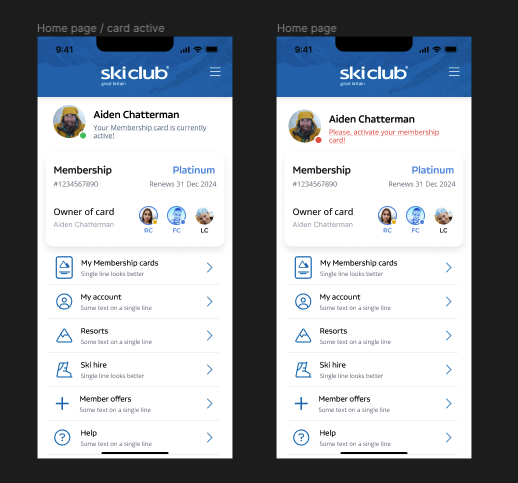 Home page / card active
9:41
skiclub®
great britain
Aiden Chatterman
Your Membership card is currently
active!
Membership Platinum
#1234567890 Renews 31 Dec 2024
Owner of card
Aiden Chatterman
RC FC LC
My Membership cards
Single line looks better
My account
Some text on a single line
Resorts
Some text on a single line
Ski hire
Single line looks better
Member offers
Some text on a single line
Help
Some text on a single line
Home page
9:41
skiclub®
great britain
Aiden Chatterman
Please, activate your membership
card!
Membership Platinum
#1234567890 Renews 31 Dec 2024
Owner of card
Aiden Chatterman
RC FC LC
My Membership cards
Single line looks better
My account
Some text on a single line
Resorts
Some text on a single line
Ski hire
Single line looks better
Member offers
Some text on a single line
Help
Some text on a single line